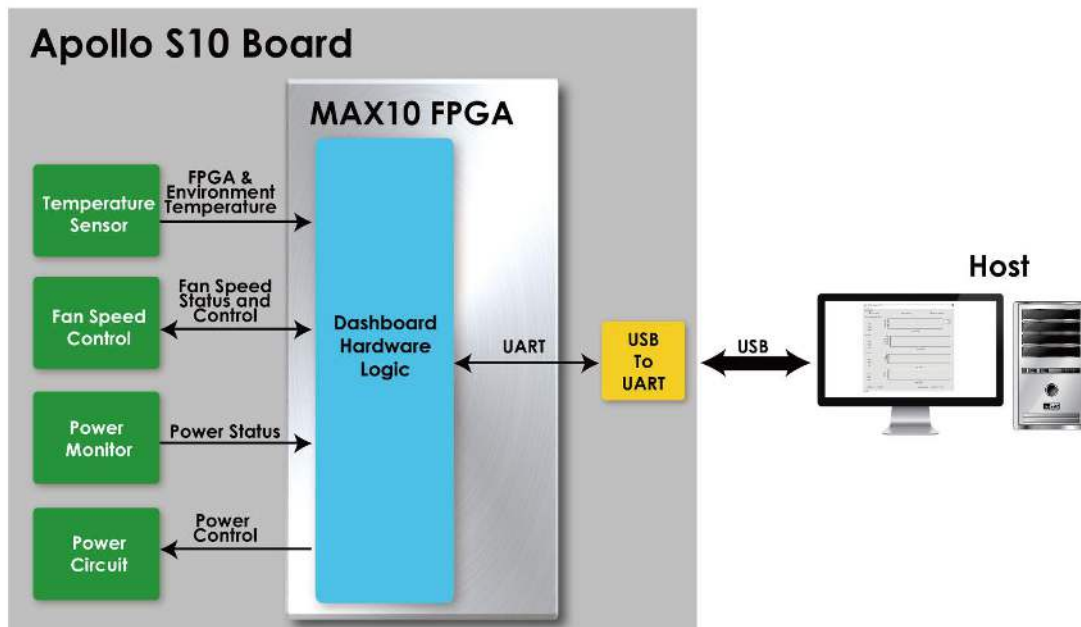 Apollo S10 Board
MAX10 FPGA
Temperature
Sensor
FPGA &
Environment
Temperature
Fan Speed
Control
Fan Speed
Status and
Control
Power
Monitor
Power Status
Power
Circuit
Power
Control
Dashboard
Hardware
Logic
UART
USB
To
UART
USB
Host